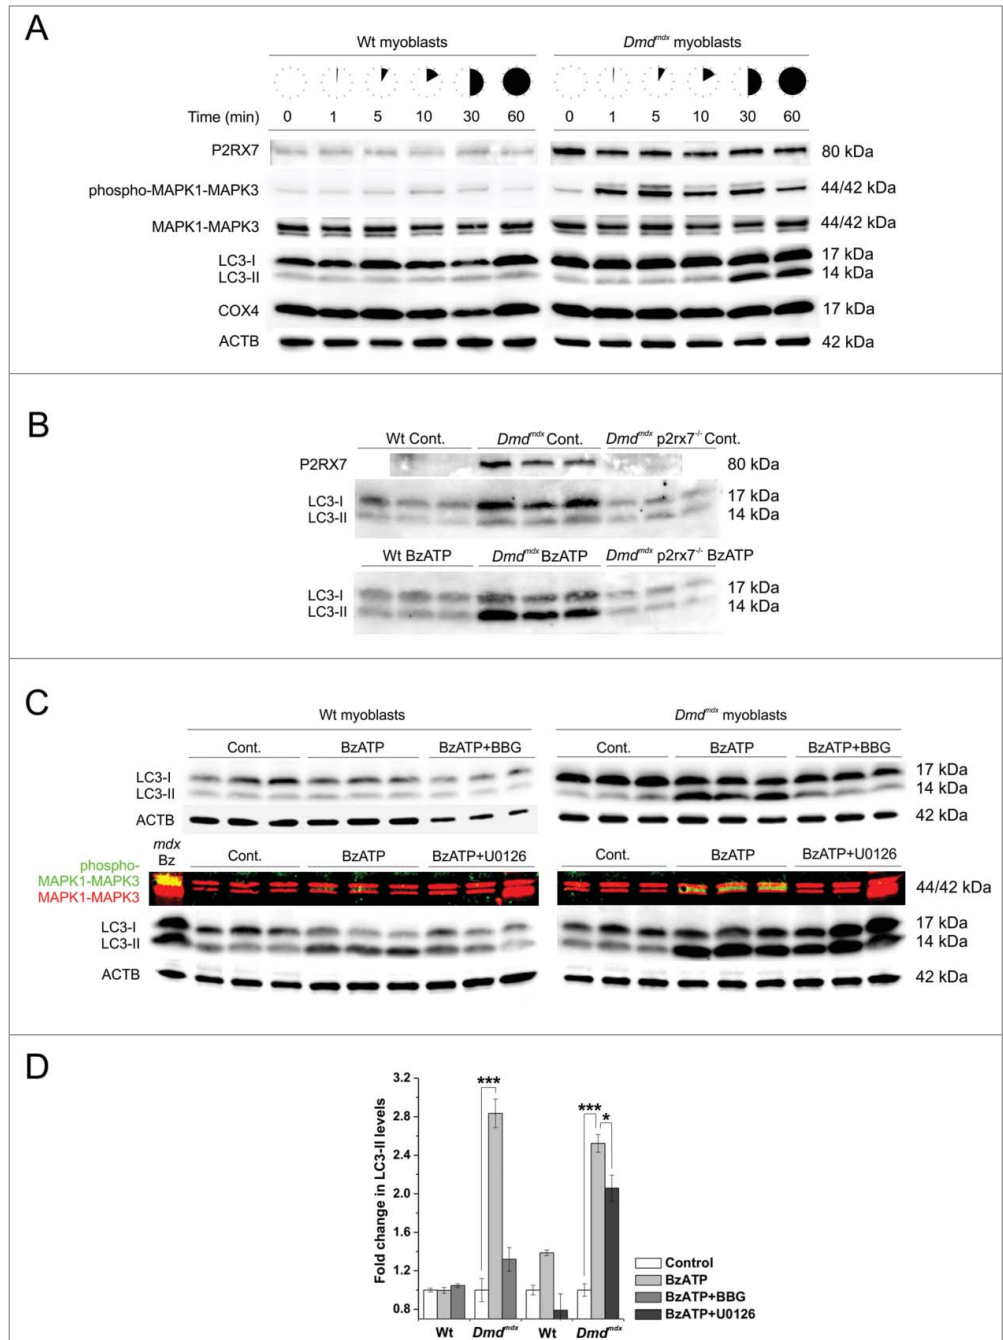 A
Wt myoblasts Dmdmdx myoblasts
Time (min) 0 1 5 10 30 60 0 1 5 10 30 60
P2RX7 80 kDa
phospho-MAPK1-MAPK3 44/42 kDa
MAPK1-MAPK3 44/42 kDa
LC3-I 17 kDa
LC3-II 14 kDa
COX4 17 kDa
ACTB 42 kDa
B
Wt Cont. Dmdmdx Cont. Dmdmdx p2rx7-/- Cont.
P2RX7 80 kDa
LC3-I 17 kDa
LC3-II 14 kDa
Wt BzATP Dmdmdx BzATP Dmdmdx p2rx7-/- BzATP
LC3-I 17 kDa
LC3-II 14 kDa
C
Wt myoblasts Dmdmdx myoblasts
Cont. BzATP BzATP+BBG Cont. BzATP BzATP+BBG
LC3-I 17 kDa
LC3-II 14 kDa
ACTB 42 kDa
mdx
Bz Cont. BzATP BzATP+U0126 Cont. BzATP BzATP+U0126
phospho-
MAPK1-MAPK3 44/42 kDa
MAPK1-MAPK3
LC3-I 17 kDa
LC3-II 14 kDa
ACTB 42 kDa
D
Fold change in LC3-II levels
3.2
2.8
2.4
2.0
1.6
1.2
0.8
***
*** *
Wt Dmdmdx Wt Dmdmdx
Control
BzATP
BzATP+BBG
BzATP+U0126